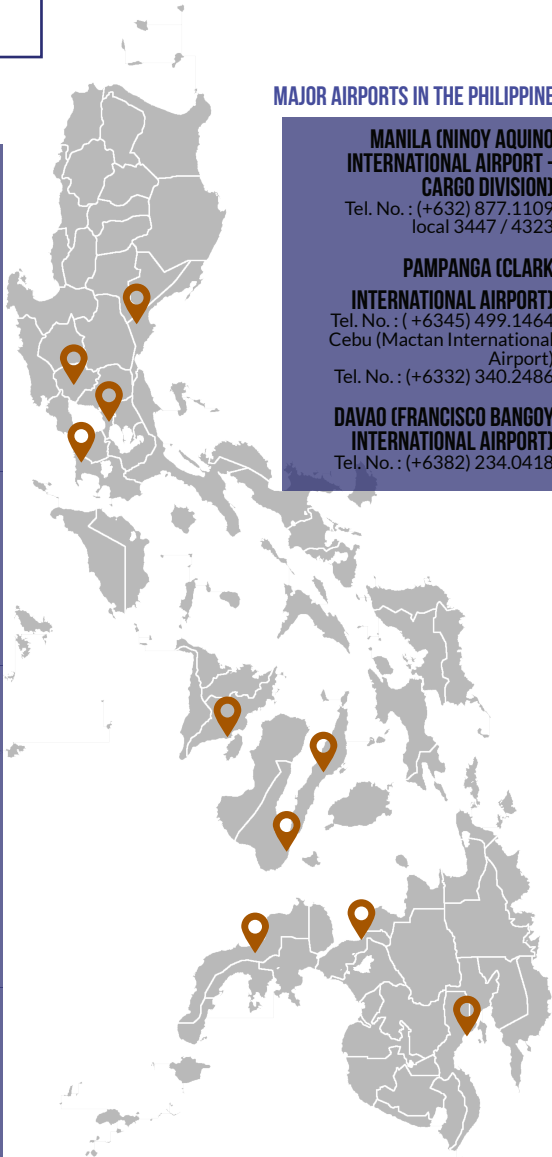 MAJOR AIRPORTS IN THE PHILIPPINE
MANILA (NINOY AQUINO
INTERNATIONAL AIRPORT -
CARGO DIVISION)
Tel. No. : (+632) 877.1109
local 3447 / 4323
PAMPANGA (CLARK
INTERNATIONAL AIRPORT)
Tel. No. : ( +6345) 499.1464
Cebu (Mactan International
Airport)
Tel. No. : (+6332) 340.2486
DAVAO (FRANCISCO BANGOY
INTERNATIONAL AIRPORT)
Tel. No. : (+6382) 234.0418